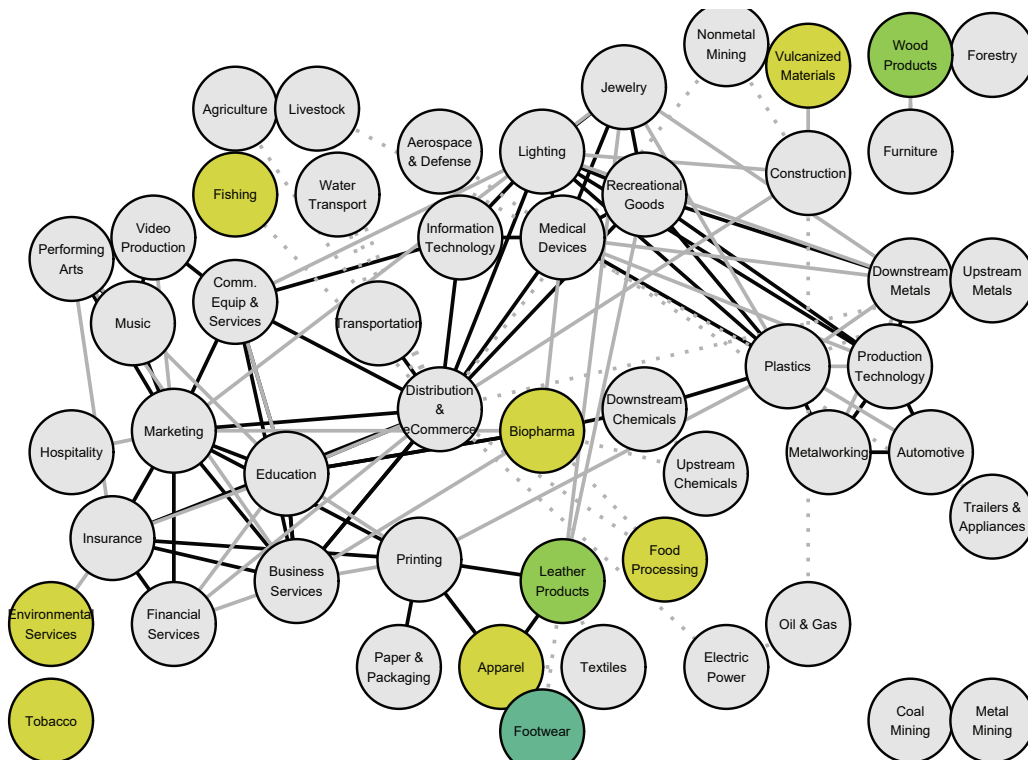 Nonmetal
Mining
Vulcanized
Materials
Wood
Products
Forestry
Jewelry
Agriculture
Livestock
Aerospace
& Defense
Lighting
Furniture
Construction
Fishing
Water
Transport
Recreational
Goods
Video
Production
Performing
Arts
Information
Technology
Medical
Devices
Comm.
Equip &
Services
Downstream
Metals
Upstream
Metals
Music
Transportation
Plastics
Production
Technology
Distribution
&
eCommerce
Downstream
Chemicals
Marketing
Biopharma
Hospitality
Education
Upstream
Chemicals
Metalworking
Automotive
Trailers &
Appliances
Insurance
Printing
Food
Processing
Business
Services
Leather
Products
Environmental
Services
Financial
Services
Oil & Gas
Paper &
Packaging
Apparel
Textiles
Electric
Power
Tobacco
Footwear
Coal
Mining
Metal
Mining